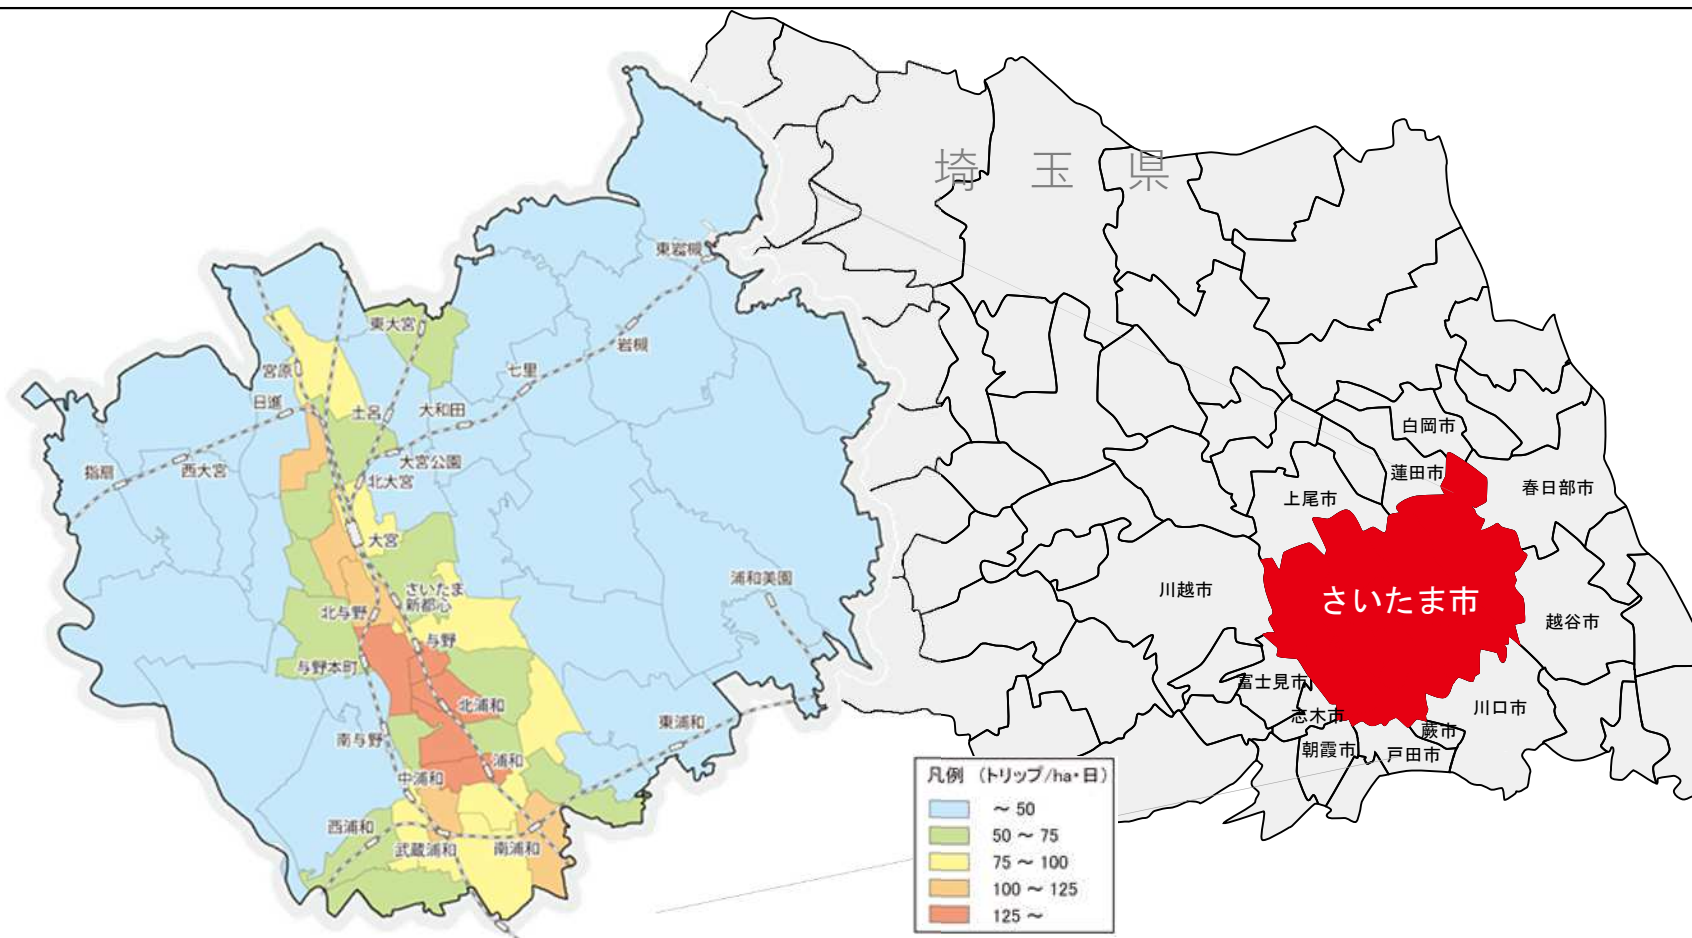 埼玉県
東岩槻
東大宮
岩槻
宮原
七里
日進
土呂
大和田
大宮公園
指扇
西大宮
北大宮
大宮
浦和美園
さいたま
新都心
北与野
与野
与野本町
北浦和
東浦和
南与野
浦和
中浦和
西浦和
武蔵浦和
南浦和
白岡市
蓮田市
春日部市
上尾市
川越市
さいたま市
越谷市
富士見市
川口市
志木市
蕨市
朝霞市
戸田市
凡例 (トリップ/ha・日)
～50
50～75
75～100
100～125
125～